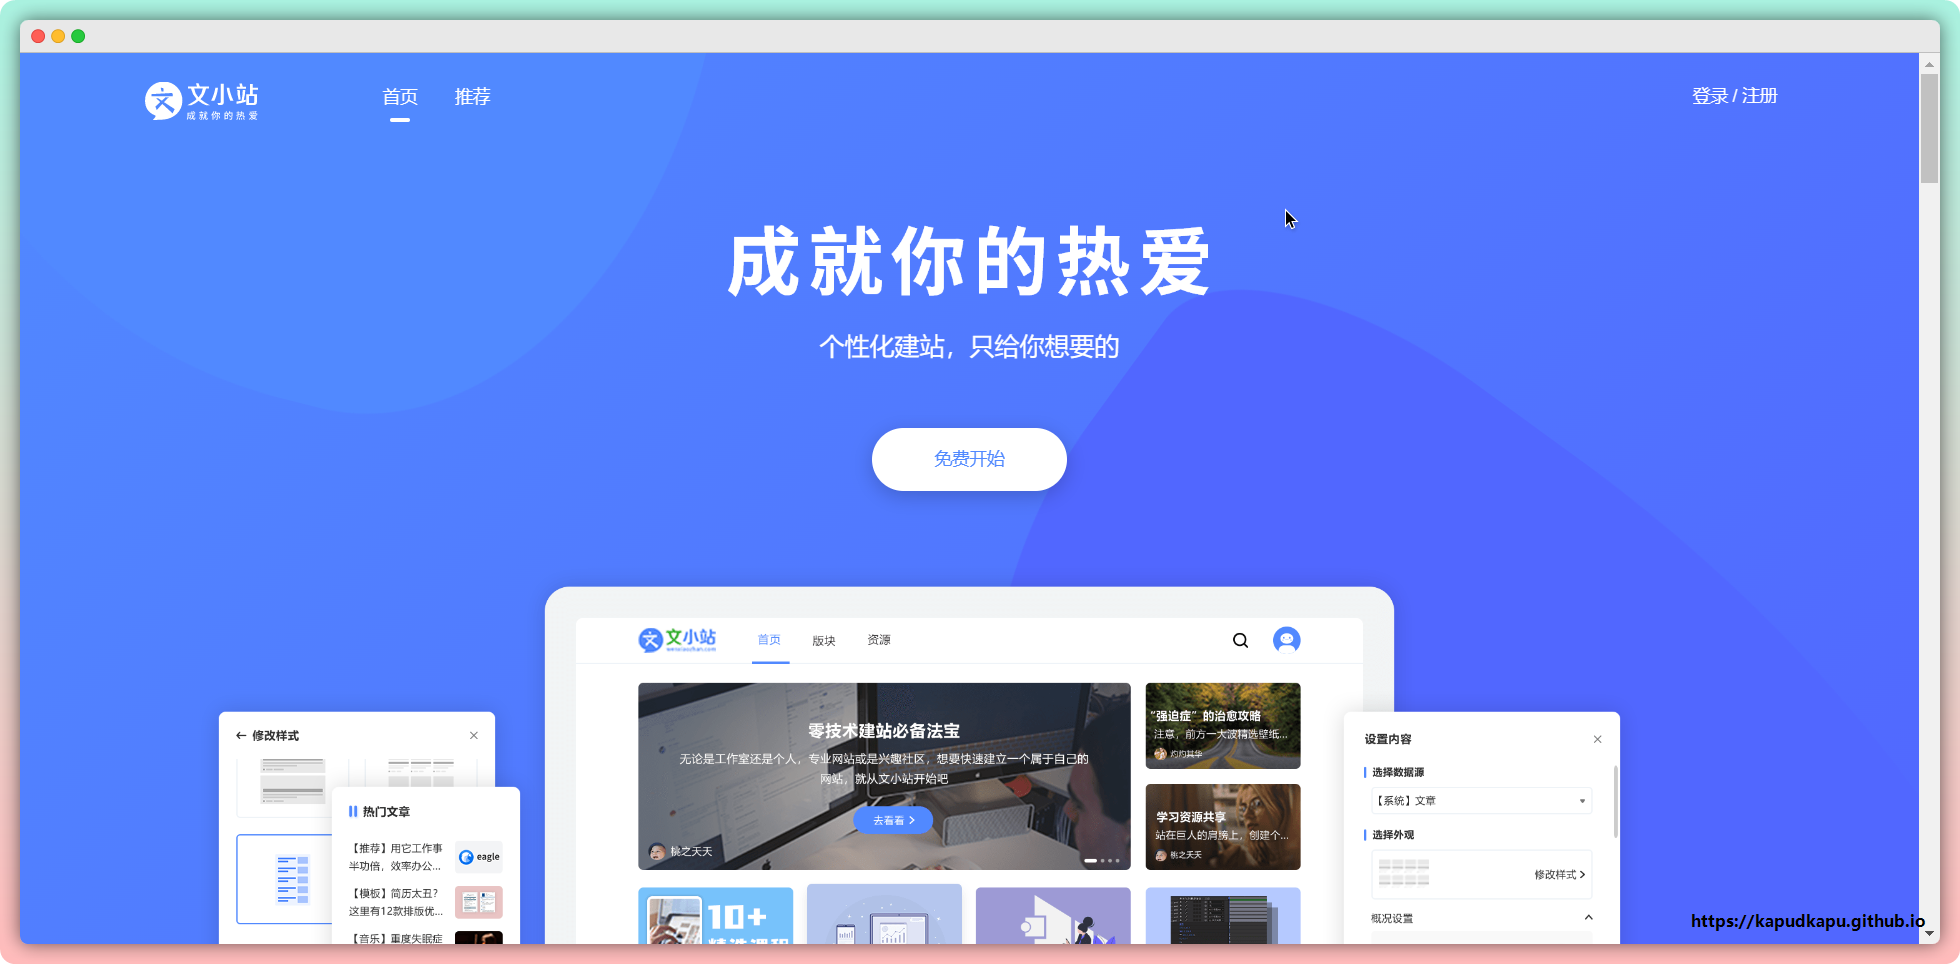 文小站
成就你的热爱
首页
推荐
登录 / 注册
成就你的热爱
个性化建站，只给你想要的
免费开始
文小站
wenxiaozhan.com
首页
版块
资源
零技术建站必备法宝
无论是工作室还是个人，专业网站或是兴趣社区，想要快速建立一个属于自己的
网站，就从文小站开始吧
去看看
桃之天天
“强迫症”的治愈攻略
注意，前方一大波精选壁纸...
灼灼其华
学习资源共享
站在巨人的肩膀上，创建个...
桃之天天
10+
精选课程
修改样式
热门文章
【推荐】用它工作事
半功倍，效率办公...
eagle
【模板】简历太丑？
这里有12款排版优...
【音乐】重度失眠症
设置内容
选择数据源
【系统】文章
选择外观
修改样式
概况设置
https://kapudkapu.github.io